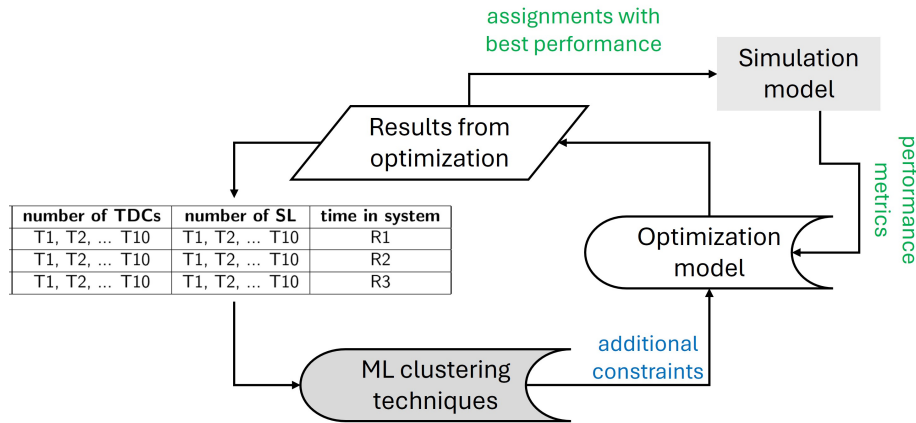 assignments with
best performance
Simulation
model
Results from
optimization
performance
metrics
number of TDCs number of SL time in system
T1, T2, ... T10 T1, T2, ... T10 R1
T1, T2, ... T10 T1, T2, ... T10 R2
T1, T2, ... T10 T1, T2, ... T10 R3
Optimization
model
additional
constraints
ML clustering
techniques